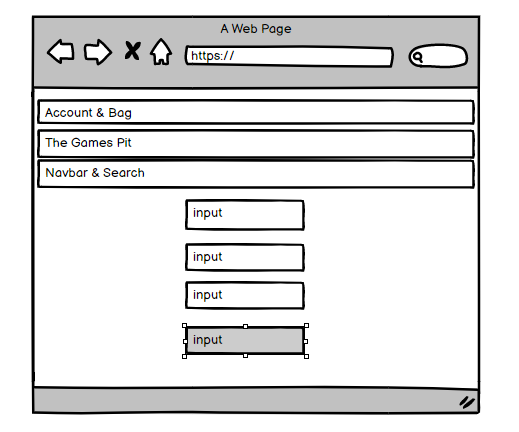 A Web Page
https://
Account & Bag
The Games Pit
Navbar & Search
input
input
input
input